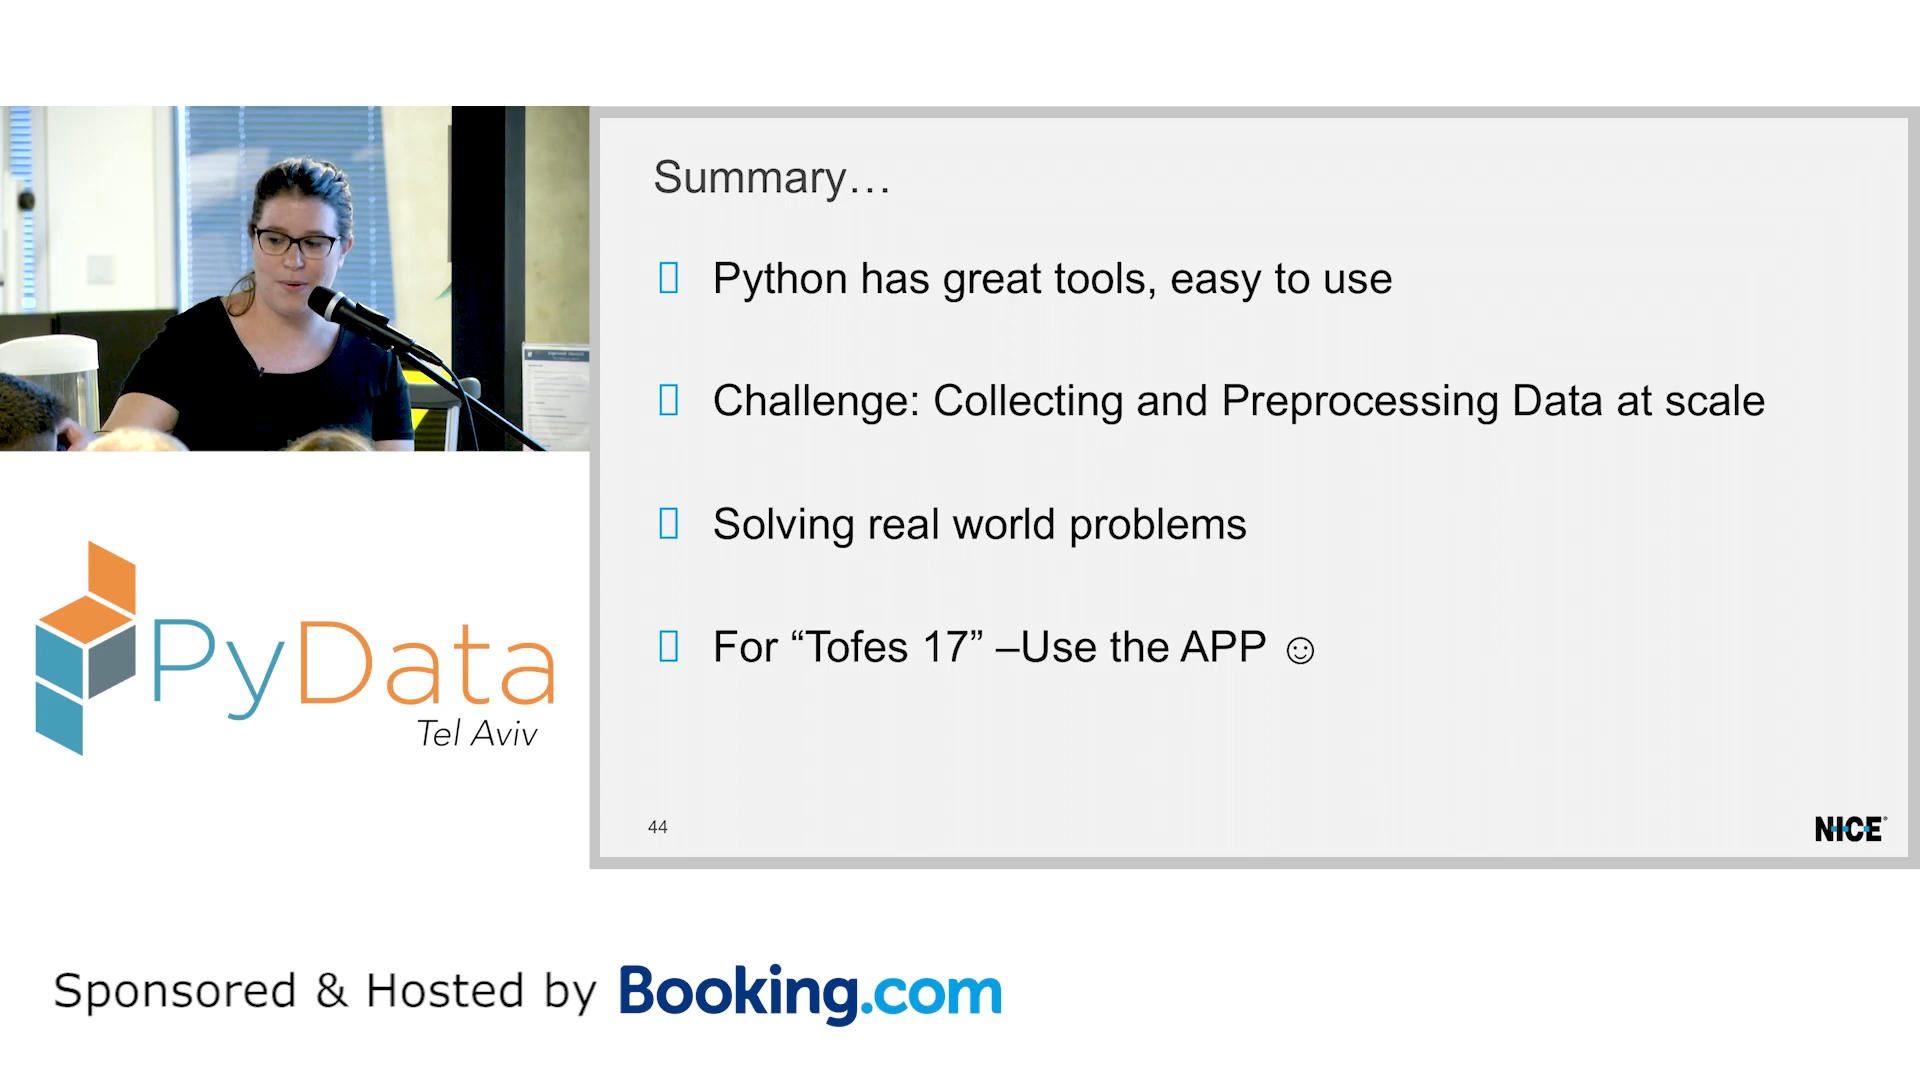 Summary…
Python has great tools, easy to use
Challenge: Collecting and Preprocessing Data at scale
Solving real world problems
For “Tofes 17” –Use the APP ☺
44
NICE®
PyData
Tel Aviv
Sponsored & Hosted by Booking.com